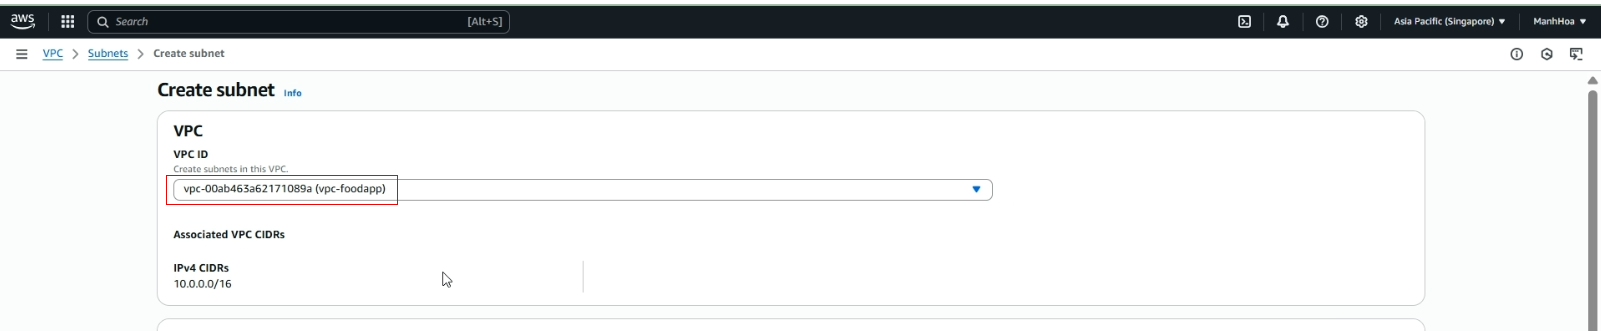 aws Search [Alt+S] Asia Pacific (Singapore) ManhHoa
VPC > Subnets > Create subnet
Create subnet Info
VPC
VPC ID
Create subnets in this VPC.
vpc-00ab463a62171089a (vpc-foodapp)
Associated VPC CIDRs
IPv4 CIDRs
10.0.0.0/16